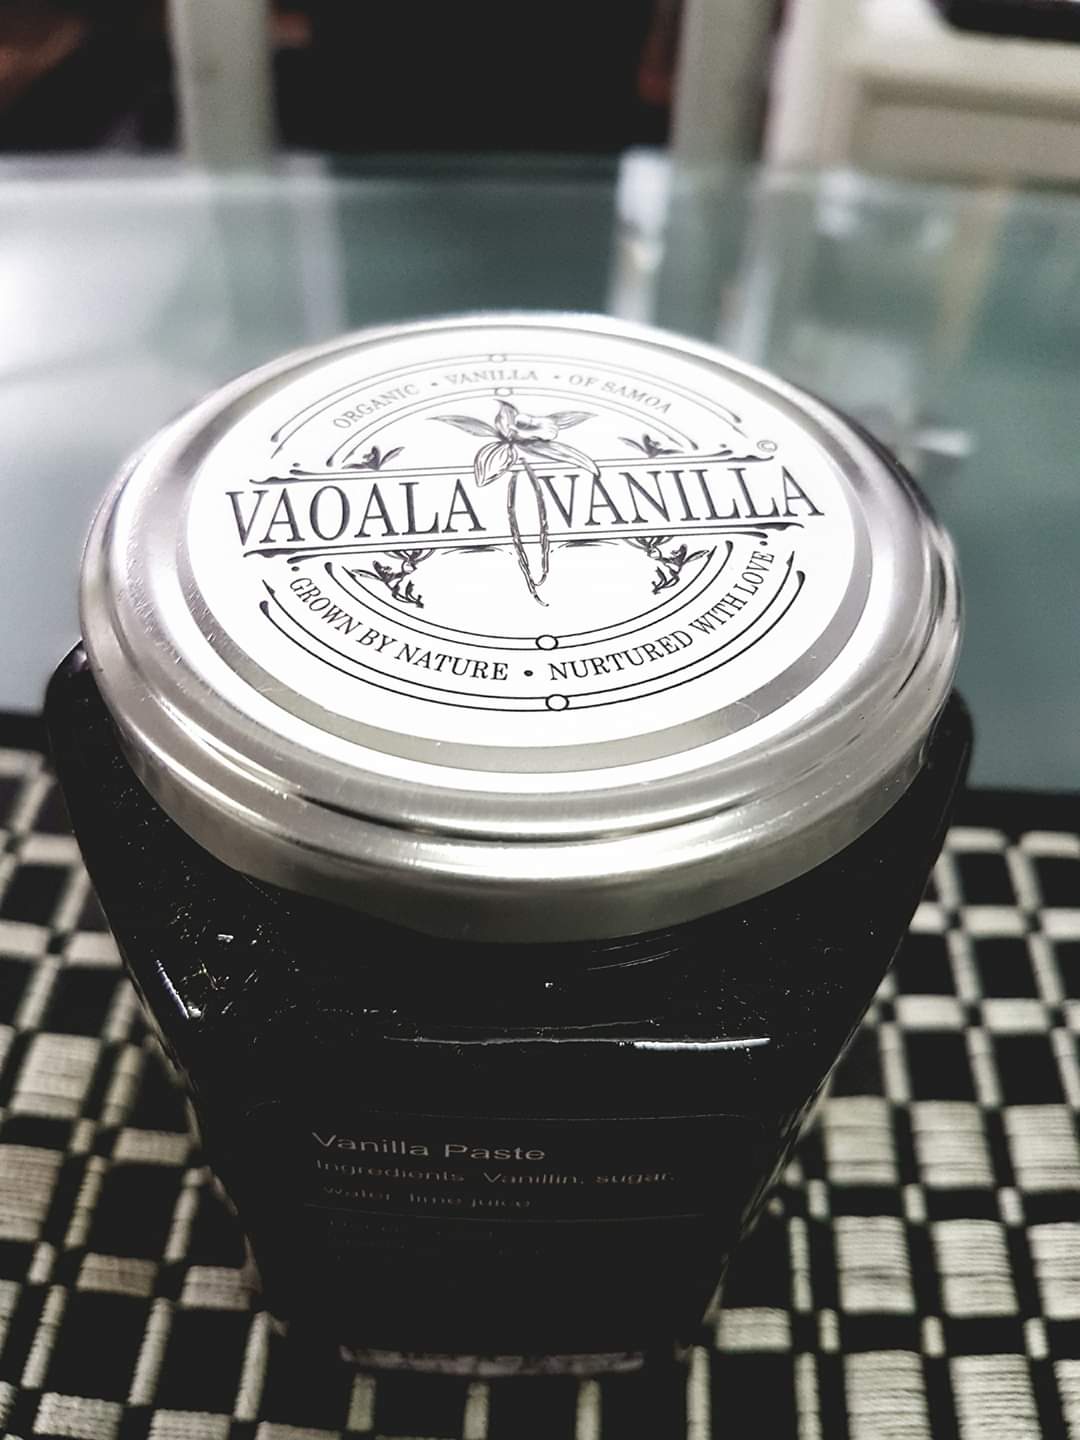 ORGANIC • VANILLA • OF SAMOA
©
VAOALA VANILLA
GROWN BY NATURE • NURTURED WITH LOVE
Vanilla Paste
Ingredients Vanillin, sugar,
water lime juice